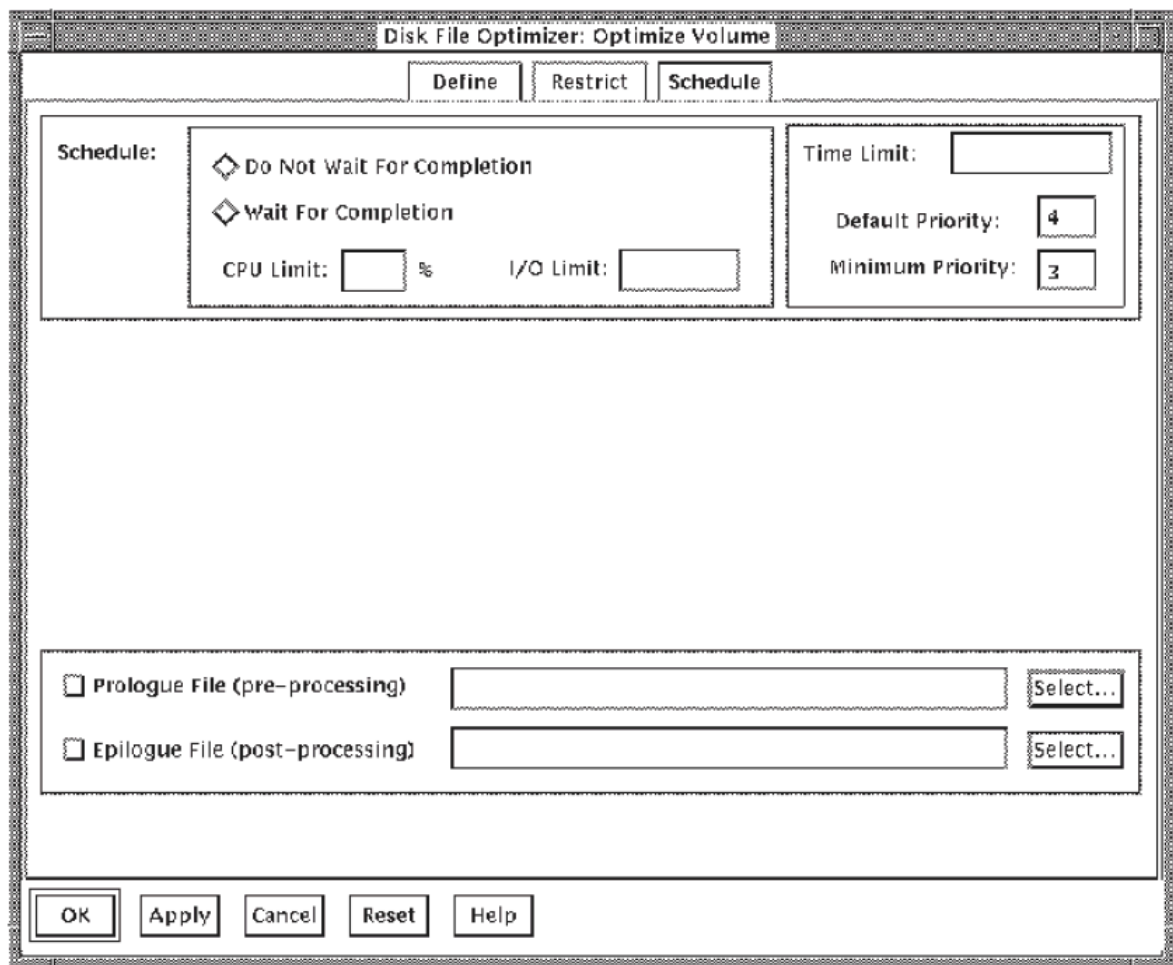 Disk File Optimizer: Optimize Volume
Define Restrict Schedule
Schedule:
Do Not Wait For Completion
Wait For Completion
CPU Limit: % I/O Limit:
Time Limit:
Default Priority: 4
Minimum Priority: 3
Prologue File (pre-processing) Select...
Epilogue File (post-processing) Select...
OK Apply Cancel Reset Help